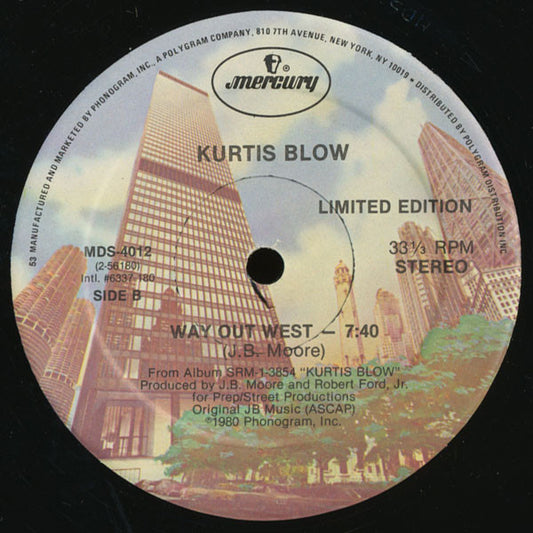 53 MANUFACTURED AND MARKETED BY PHONOGRAM, INC., A POLYGRAM COMPANY, 810 7TH AVENUE, NEW YORK, NY 10019 • DISTRIBUTED BY POLYGRAM DISTRIBUTION INC
®
mercury
KURTIS BLOW
LIMITED EDITION
MDS-4012
(2-56180)
Intl. #6337-180
SIDE B
33 1/3 RPM
STEREO
WAY OUT WEST — 7:40
(J.B. Moore)
From Album SRM-1-3854 "KURTIS BLOW"
Produced by J.B. Moore and Robert Ford, Jr.
for Prep/Street Productions
Original JB Music (ASCAP)
©1980 Phonogram, Inc.